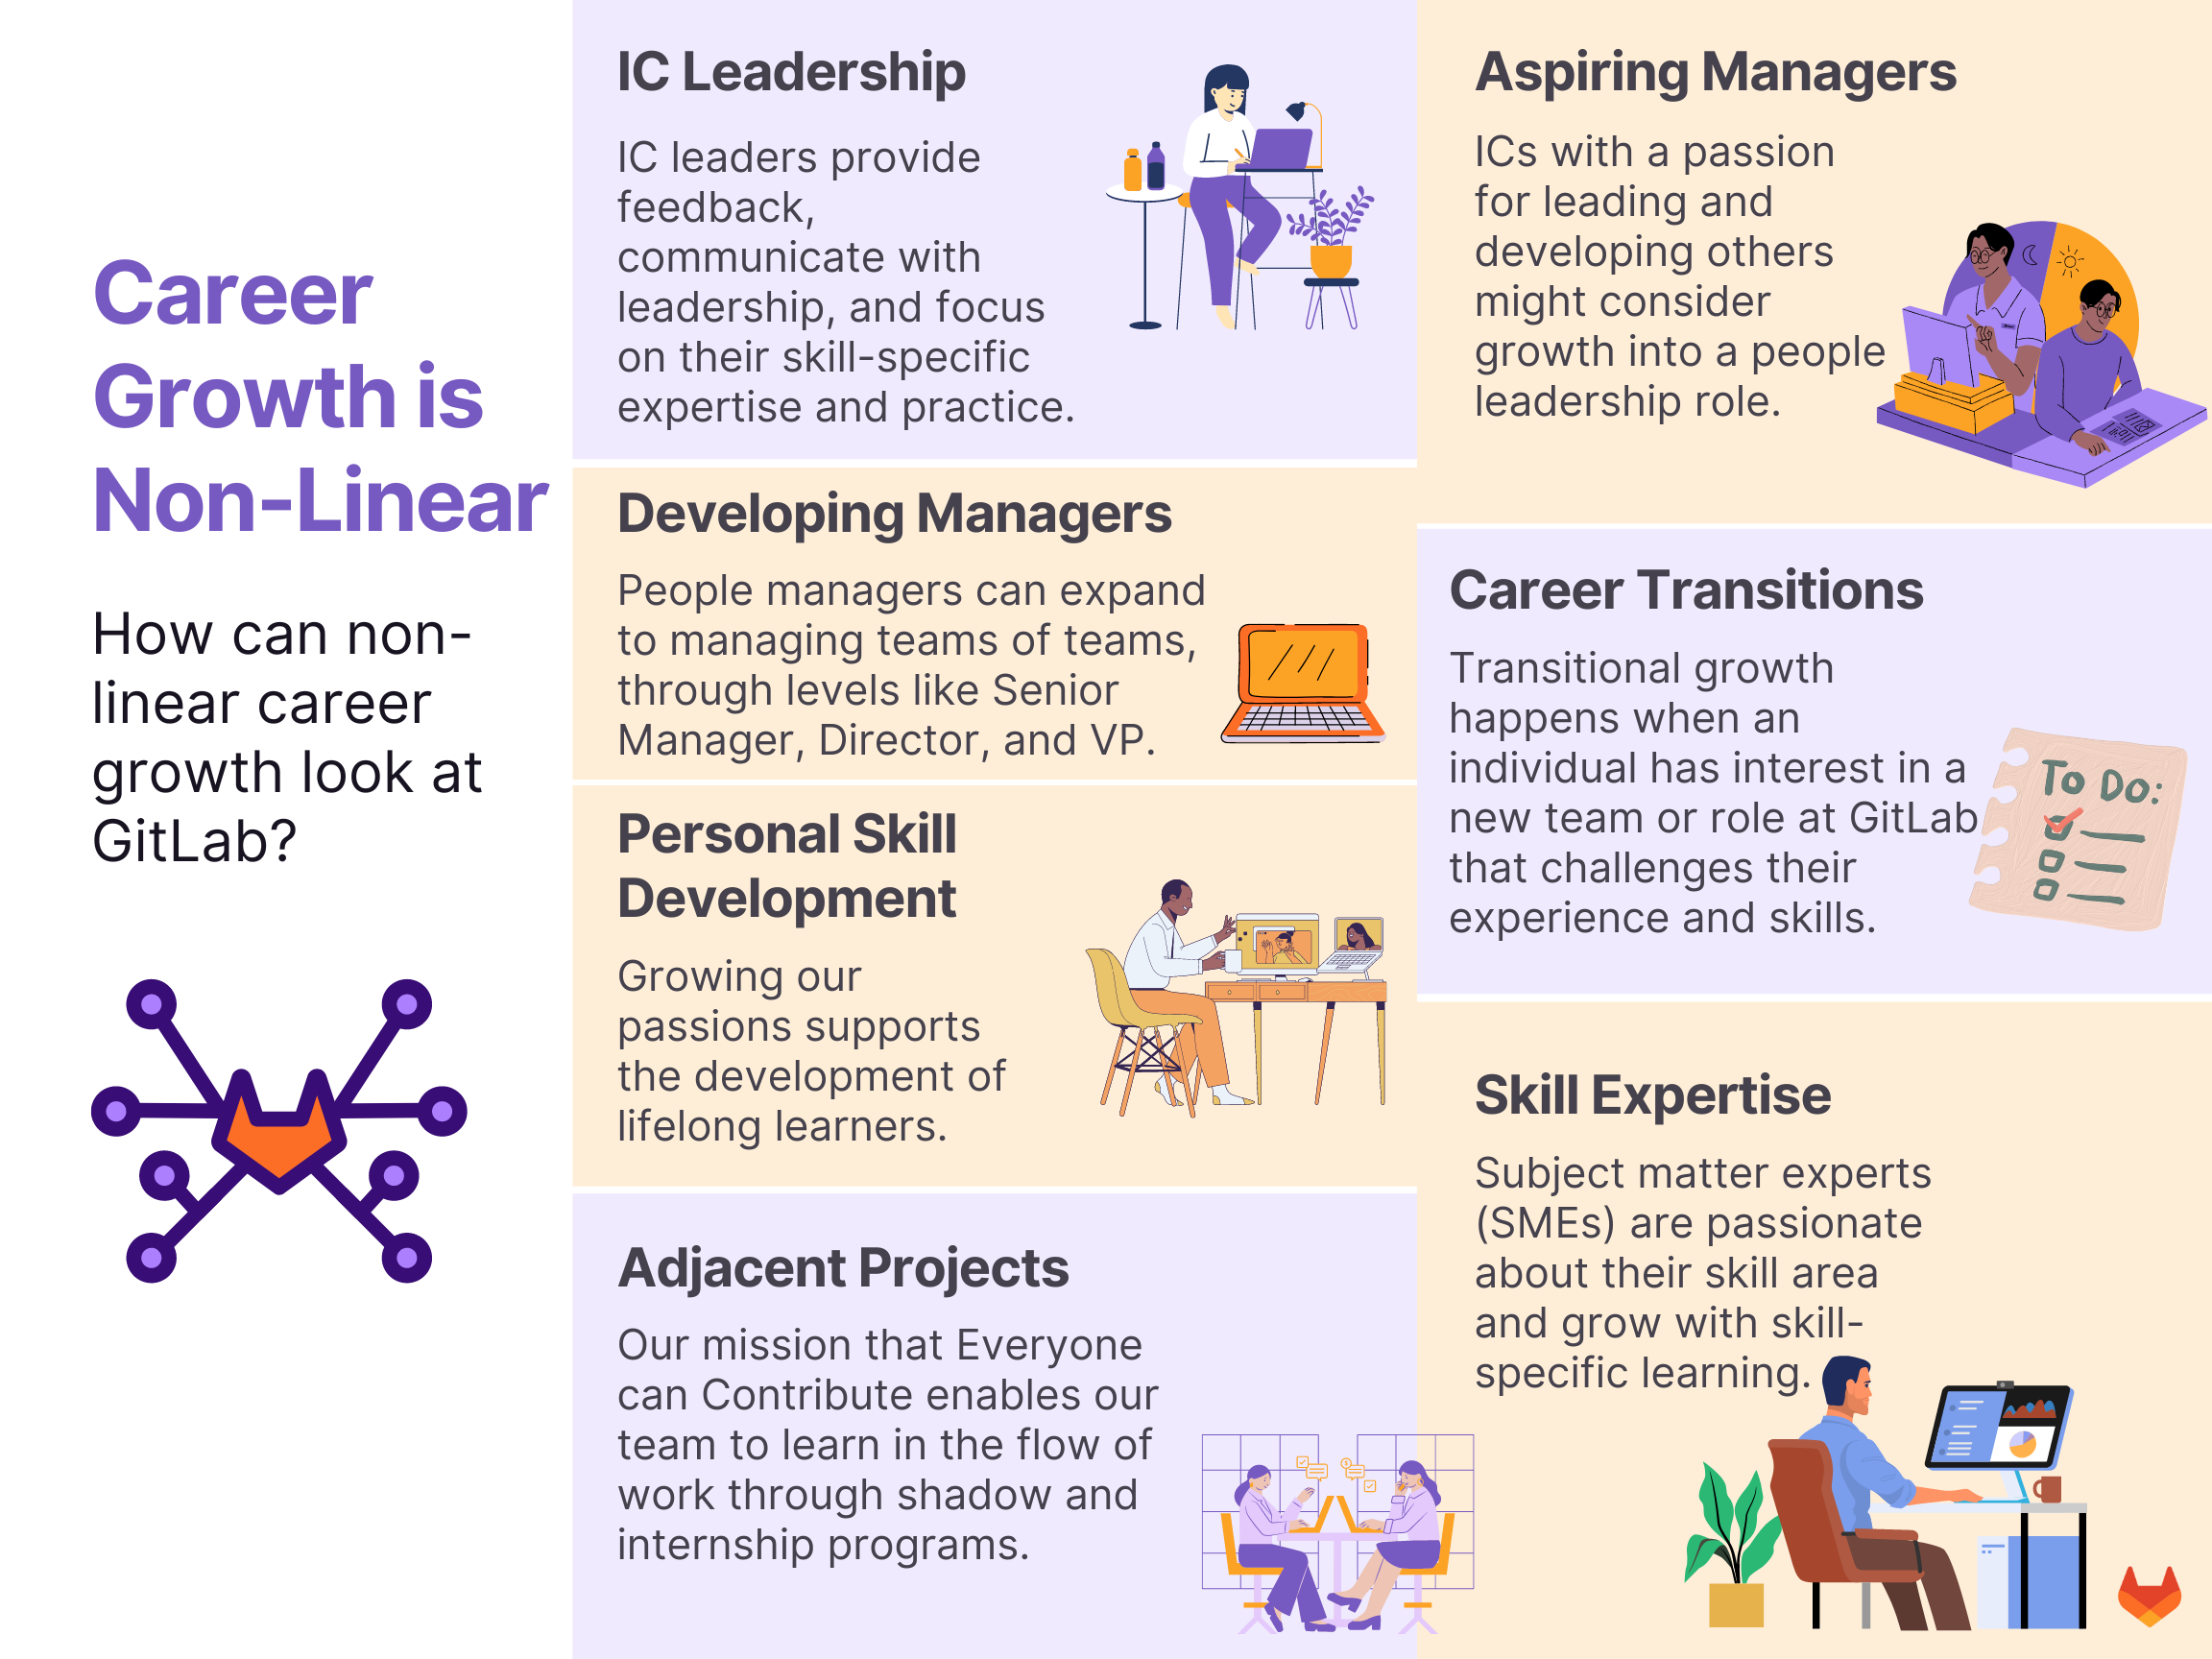 Career
Growth is
Non-Linear
How can non-
linear career
growth look at
GitLab?
IC Leadership
IC leaders provide
feedback,
communicate with
leadership, and focus
on their skill-specific
expertise and practice.
Developing Managers
People managers can expand
to managing teams of teams,
through levels like Senior
Manager, Director, and VP.
Personal Skill
Development
Growing our
passions supports
the development of
lifelong learners.
Adjacent Projects
Our mission that Everyone
can Contribute enables our
team to learn in the flow of
work through shadow and
internship programs.
Aspiring Managers
ICs with a passion
for leading and
developing others
might consider
growth into a people
leadership role.
Career Transitions
Transitional growth
happens when an
individual has interest in a
new team or role at GitLab
that challenges their
experience and skills.
To Do:
Skill Expertise
Subject matter experts
(SMEs) are passionate
about their skill area
and grow with skill-
specific learning.